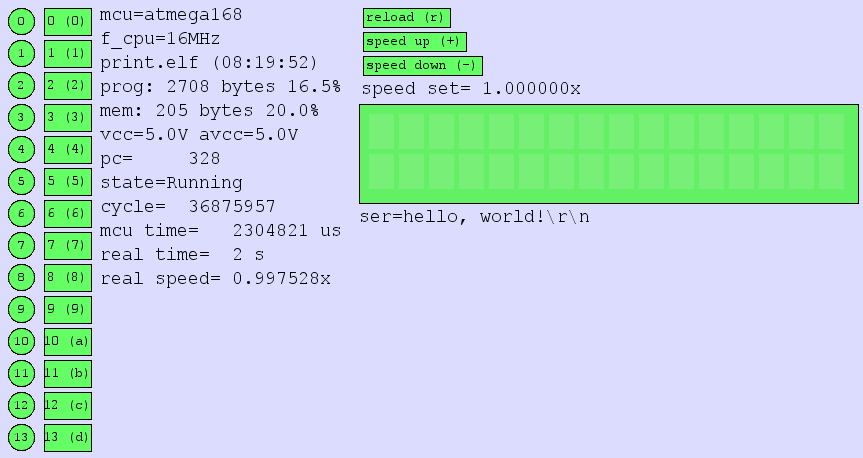 0 0 (0)
1 1 (1)
2 2 (2)
3 3 (3)
4 4 (4)
5 5 (5)
6 6 (6)
7 7 (7)
8 8 (8)
9 9 (9)
10 10 (a)
11 11 (b)
12 12 (c)
13 13 (d)
mcu=atmega168
f_cpu=16MHz
print.elf (08:19:52)
prog: 2708 bytes 16.5%
mem: 205 bytes 20.0%
vcc=5.0V avcc=5.0V
pc=     328
state=Running
cycle=  36875957
mcu time=   2304821 us
real time=  2 s
real speed= 0.997528x
reload (r)
speed up (+)
speed down (-)
speed set= 1.000000x
ser=hello, world!\r\n